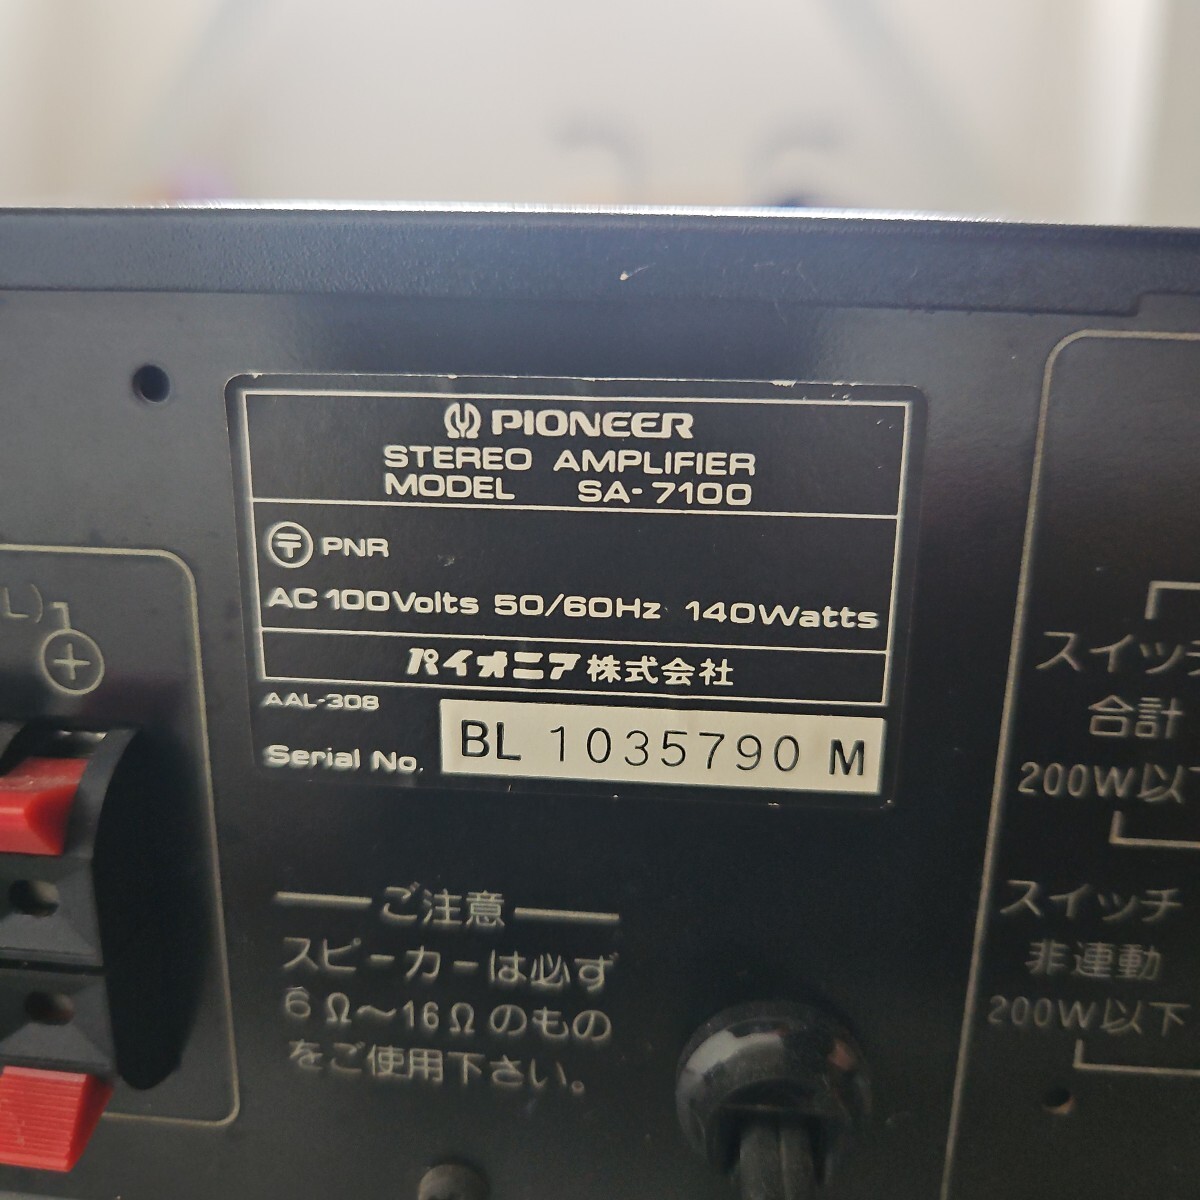 PIONEER
STEREO AMPLIFIER
MODEL SA-7100
〒 PNR
AC 100Volts 50/60Hz 140Watts
パイオニア株式会社
AAL-308
Serial No. BL 1035790 M
ご注意
スピーカーは必ず
6Ω～16Ωのもの
をご使用下さい。
L)
+
スイッチ
合計
200W以下
スイッチ
非連動
200W以下